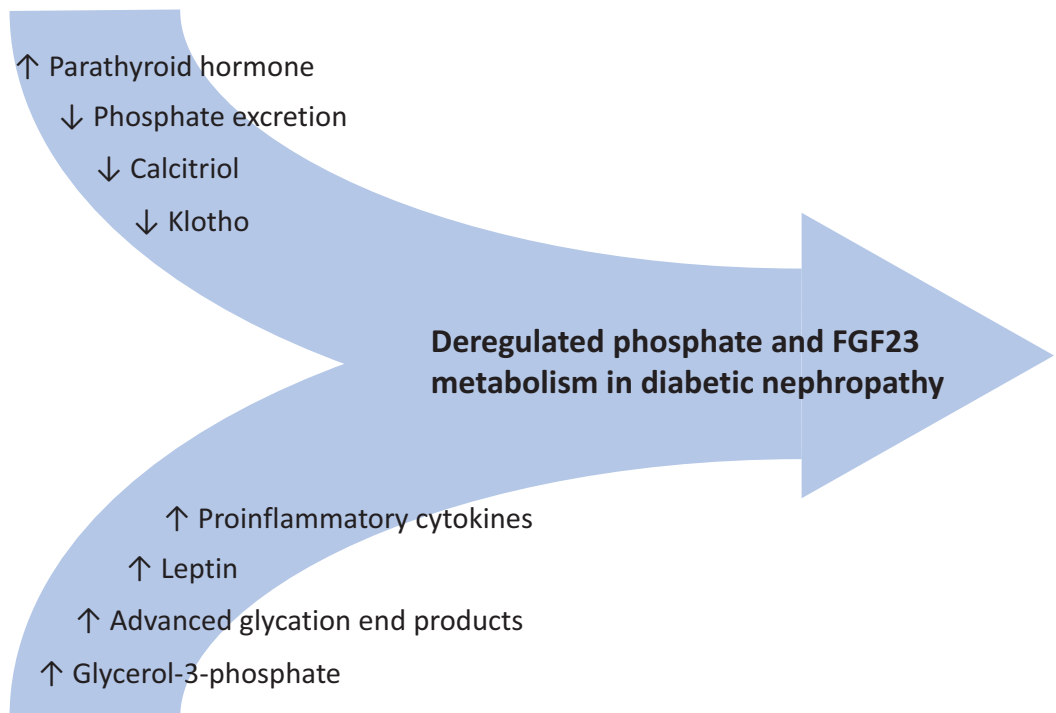 ↑ Parathyroid hormone
↓ Phosphate excretion
↓ Calcitriol
↓ Klotho
Deregulated phosphate and FGF23
metabolism in diabetic nephropathy
↑ Proinflammatory cytokines
↑ Leptin
↑ Advanced glycation end products
↑ Glycerol-3-phosphate